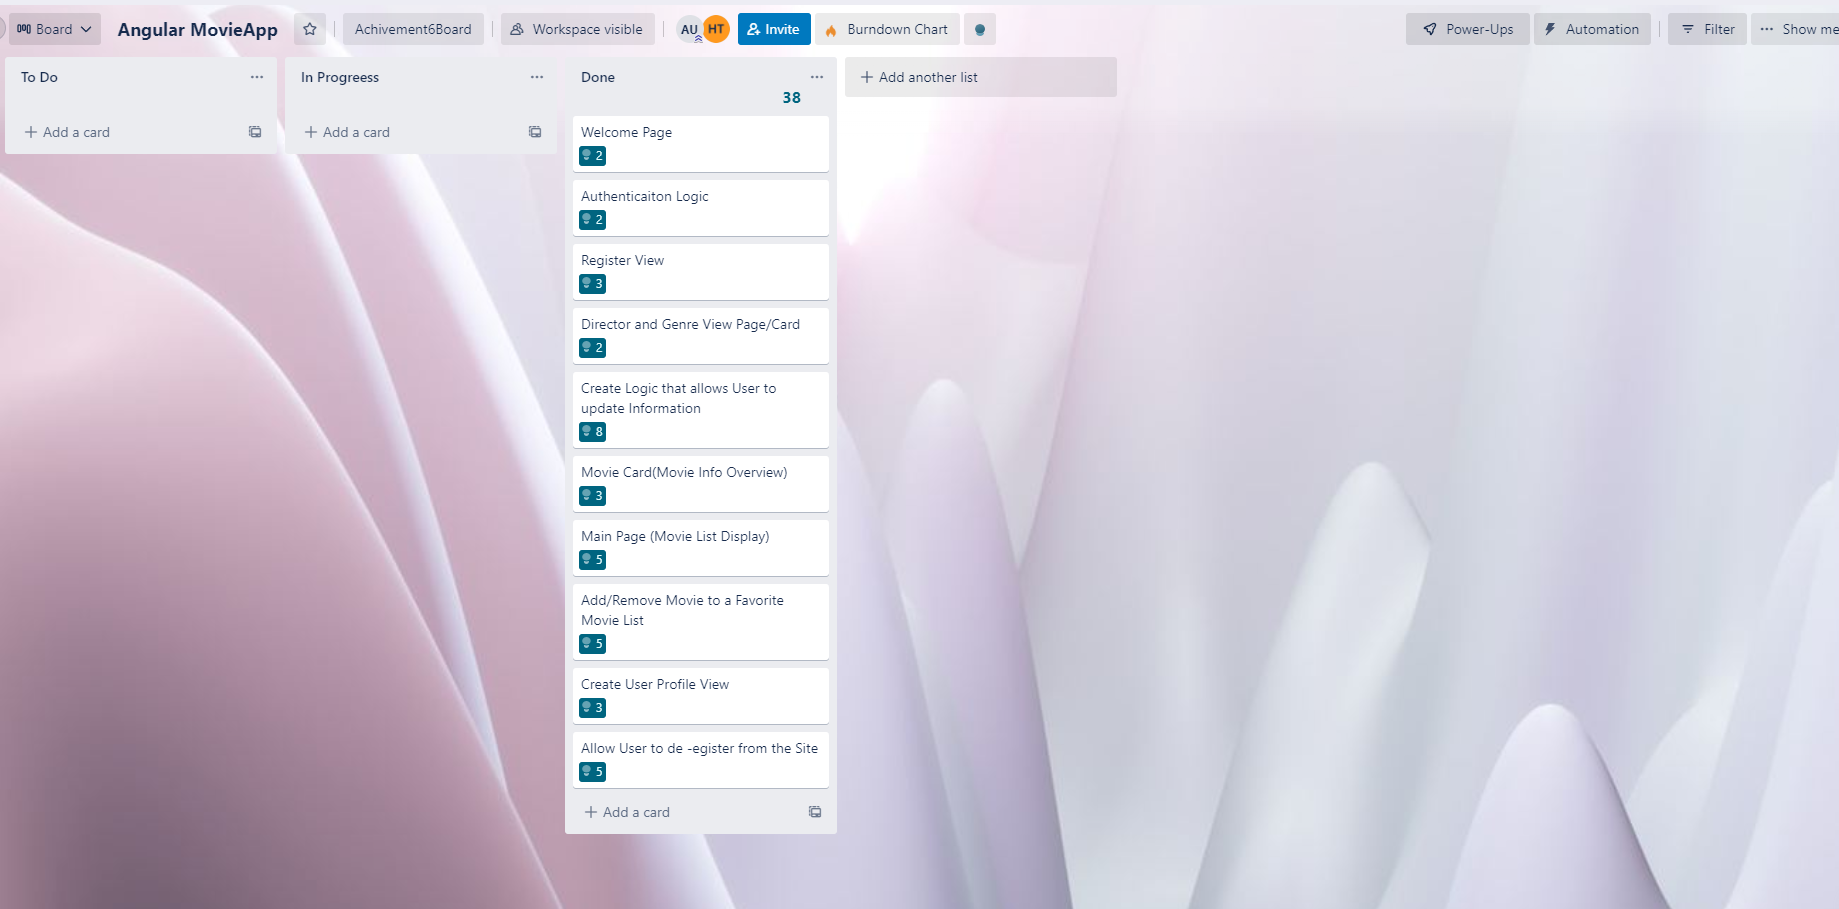 Board
Angular MovieApp
Achivement6Board
Workspace visible
AU
HT
Invite
Burndown Chart
Power-Ups
Automation
Filter
Show me
To Do
Add a card
In Progreess
Add a card
Done
38
Welcome Page
2
Authenticaiton Logic
2
Register View
3
Director and Genre View Page/Card
2
Create Logic that allows User to
update Information
8
Movie Card(Movie Info Overview)
3
Main Page (Movie List Display)
5
Add/Remove Movie to a Favorite
Movie List
5
Create User Profile View
3
Allow User to de -egister from the Site
5
Add a card
Add another list